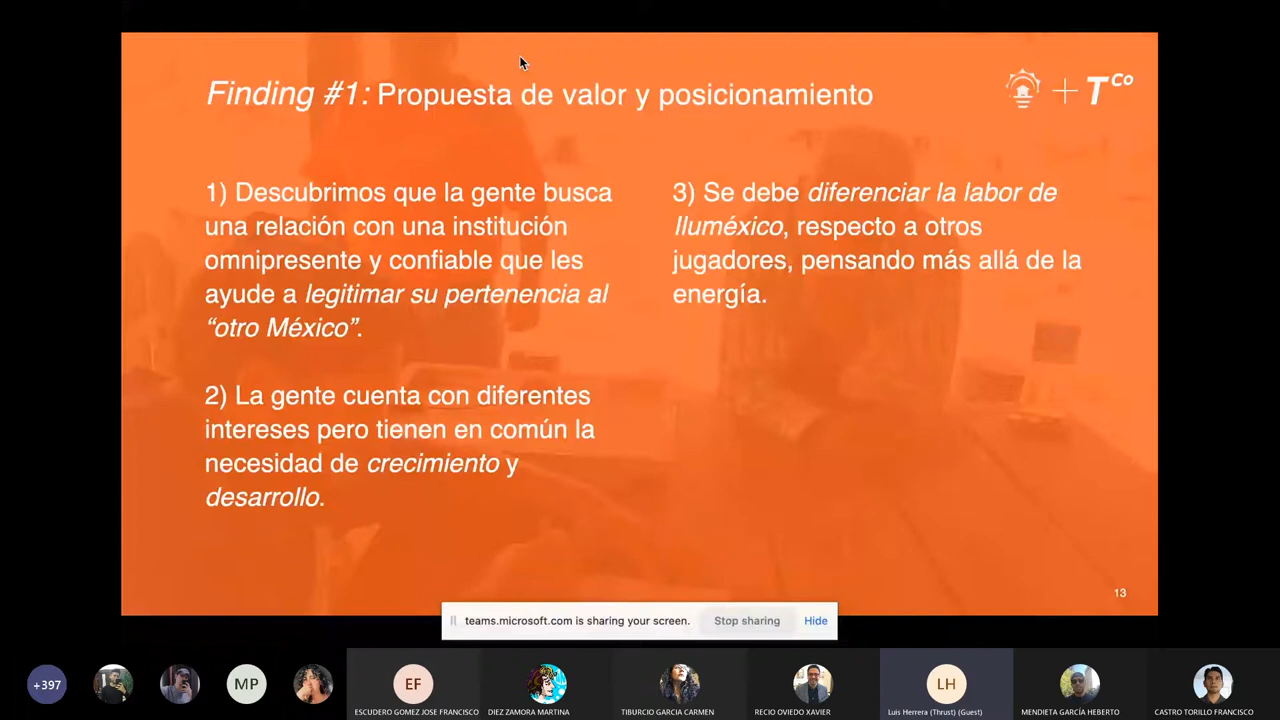 Finding #1: Propuesta de valor y posicionamiento
T Co
1) Descubrimos que la gente busca
una relación con una institución
omnipresente y confiable que les
ayude a legitimar su pertenencia al
“otro México”.
2) La gente cuenta con diferentes
intereses pero tienen en común la
necesidad de crecimiento y
desarrollo.
3) Se debe diferenciar la labor de
Iluméxico, respecto a otros
jugadores, pensando más allá de la
energía.
13
teams.microsoft.com is sharing your screen.
Stop sharing
Hide
+397
MP
EF
LH
ESCUDERO GOMEZ JOSE FRANCISCO
DIEZ ZAMORA MARTINA
TIBURCIO GARCIA CARMEN
RECIO OVIEDO XAVIER
Luis Herrera (Thrust) (Guest)
MENDIETA GARCÍA HEBERTO
CASTRO TORILLO FRANCISCO